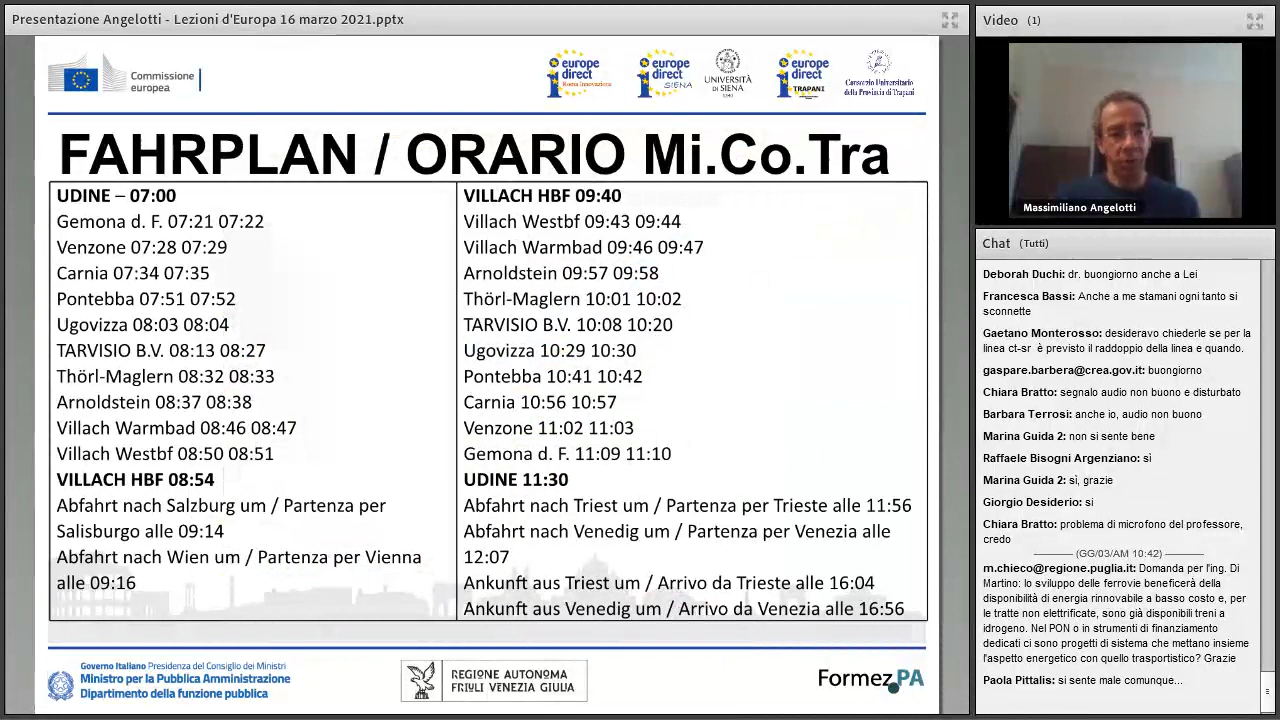 Presentazione Angelotti - Lezioni d'Europa 16 marzo 2021.pptx
Commissione
europea
europe
direct
Roma Innovazione
europe
direct
SIENA
UNIVERSITÀ
DI SIENA
1240
europe
direct
TRAPANI
Consorzio Universitario
della Provincia di Trapani
FAHRPLAN / ORARIO Mi.Co.Tra
UDINE – 07:00
Gemona d. F. 07:21 07:22
Venzone 07:28 07:29
Carnia 07:34 07:35
Pontebba 07:51 07:52
Ugovizza 08:03 08:04
TARVISIO B.V. 08:13 08:27
Thörl-Maglern 08:32 08:33
Arnoldstein 08:37 08:38
Villach Warmbad 08:46 08:47
Villach Westbf 08:50 08:51
VILLACH HBF 08:54
Abfahrt nach Salzburg um / Partenza per
Salisburgo alle 09:14
Abfahrt nach Wien um / Partenza per Vienna
alle 09:16
VILLACH HBF 09:40
Villach Westbf 09:43 09:44
Villach Warmbad 09:46 09:47
Arnoldstein 09:57 09:58
Thörl-Maglern 10:01 10:02
TARVISIO B.V. 10:08 10:20
Ugovizza 10:29 10:30
Pontebba 10:41 10:42
Carnia 10:56 10:57
Venzone 11:02 11:03
Gemona d. F. 11:09 11:10
UDINE 11:30
Abfahrt nach Triest um / Partenza per Trieste alle 11:56
Abfahrt nach Venedig um / Partenza per Venezia alle
12:07
Ankunft aus Triest um / Arrivo da Trieste alle 16:04
Ankunft aus Venedig um / Arrivo da Venezia alle 16:56
Governo Italiano Presidenza del Consiglio dei Ministri
Ministro per la Pubblica Amministrazione
Dipartimento della funzione pubblica
REGIONE AUTONOMA
FRIULI VENEZIA GIULIA
Formez PA
Video (1)
Massimiliano Angelotti
Chat (Tutti)
Deborah Duchi: dr. buongiorno anche a Lei
Francesca Bassi: Anche a me stamani ogni tanto si
sconnette
Gaetano Monterosso: desideravo chiederle se per la
linea ct-sr è previsto il raddoppio della linea e quando.
gaspare.barbera@crea.gov.it: buongiorno
Chiara Bratto: segnalo audio non buono e disturbato
Barbara Terrosi: anche io, audio non buono
Marina Guida 2: non si sente bene
Raffaele Bisogni Argenziano: sì
Marina Guida 2: sì, grazie
Giorgio Desiderio: si
Chiara Bratto: problema di microfono del professore,
credo
(GG/03/AM 10:42)
m.chieco@regione.puglia.it: Domanda per l'ing. Di
Martino: lo sviluppo delle ferrovie beneficerà della
disponibilità di energia rinnovabile a basso costo e, per
le tratte non elettrificate, sono già disponibili treni a
idrogeno. Nel PON o in strumenti di finanziamento
dedicati ci sono progetti di sistema che mettano insieme
l'aspetto energetico con quello trasportistico? Grazie
Paola Pittalis: si sente male comunque...